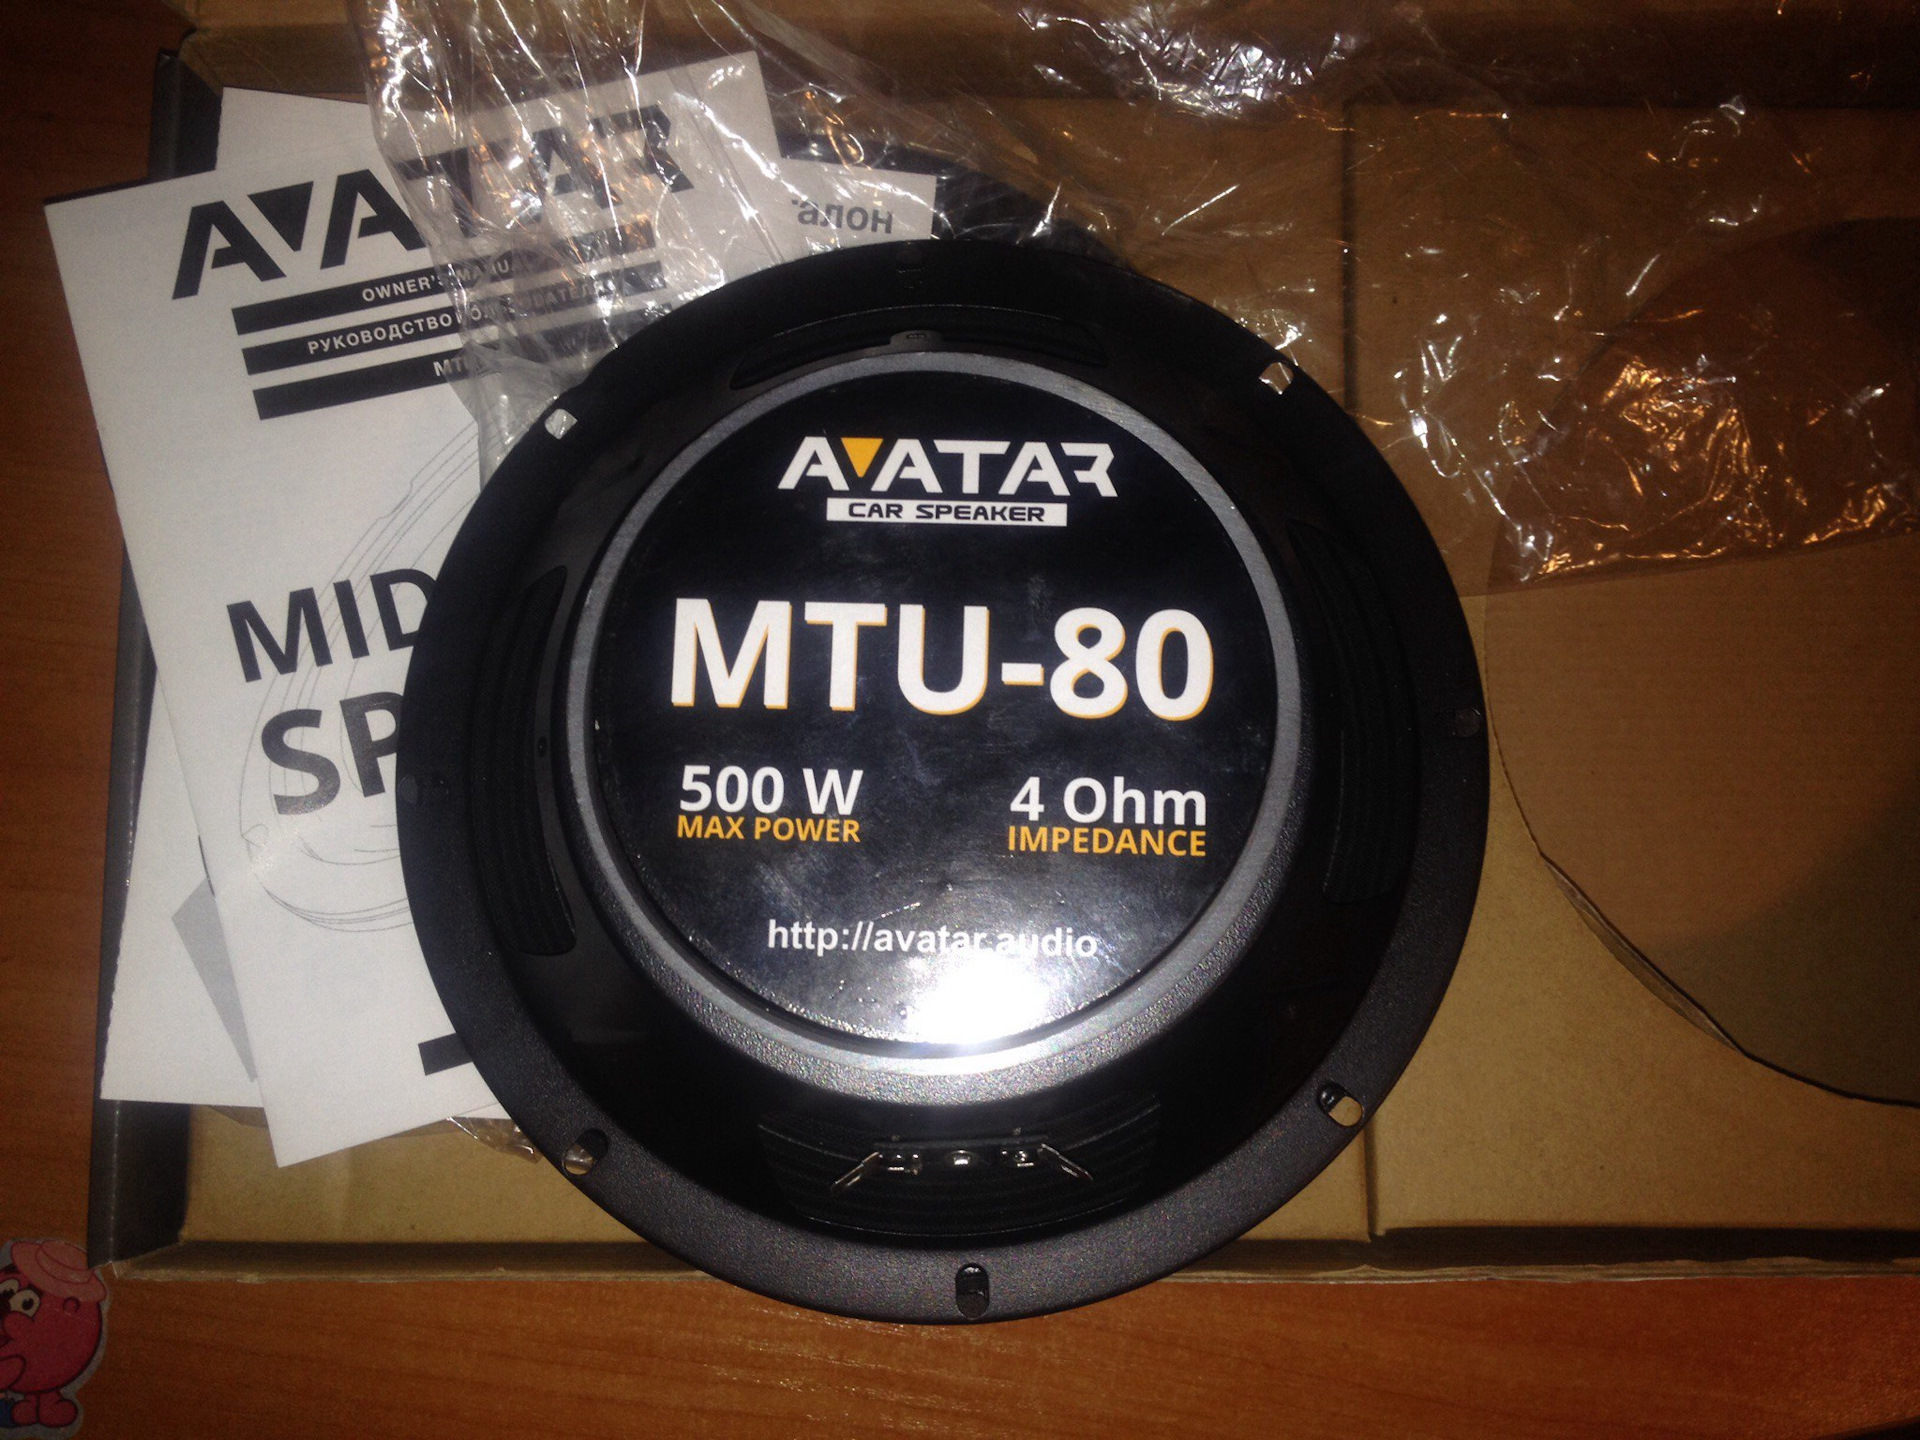 AVATAR
OWNER'S
РУКОВОДСТВО
алон
MID
SP
AVATAR
CAR SPEAKER
MTU-80
500 W
MAX POWER
4 Ohm
IMPEDANCE
http://avatar.audio